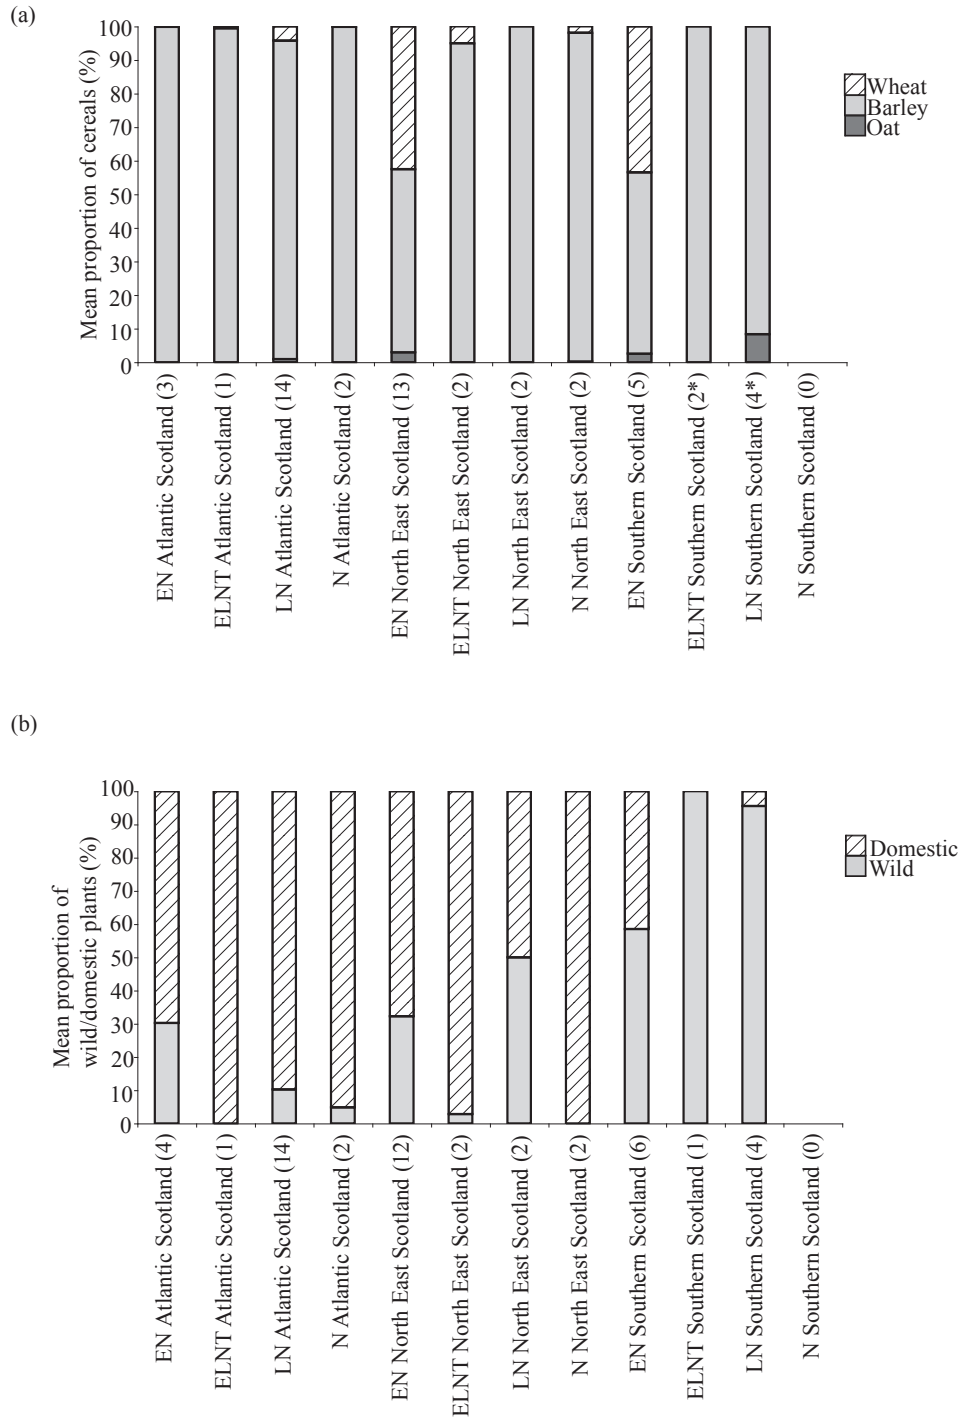 (a)
Mean proportion of cereals (%)
100
90
80
70
60
50
40
30
20
10
0
Wheat
Barley
Oat
EN Atlantic Scotland (3)
ELNT Atlantic Scotland (1)
LN Atlantic Scotland (14)
N Atlantic Scotland (2)
EN North East Scotland (13)
ELNT North East Scotland (2)
LN North East Scotland (2)
N North East Scotland (2)
EN Southern Scotland (5)
ELNT Southern Scotland (2*)
LN Southern Scotland (4*)
N Southern Scotland (0)
(b)
Mean proportion of
wild/domestic plants (%)
100
90
80
70
60
50
40
30
20
10
0
Domestic
Wild
EN Atlantic Scotland (4)
ELNT Atlantic Scotland (1)
LN Atlantic Scotland (14)
N Atlantic Scotland (2)
EN North East Scotland (12)
ELNT North East Scotland (2)
LN North East Scotland (2)
N North East Scotland (2)
EN Southern Scotland (6)
ELNT Southern Scotland (1)
LN Southern Scotland (4)
N Southern Scotland (0)